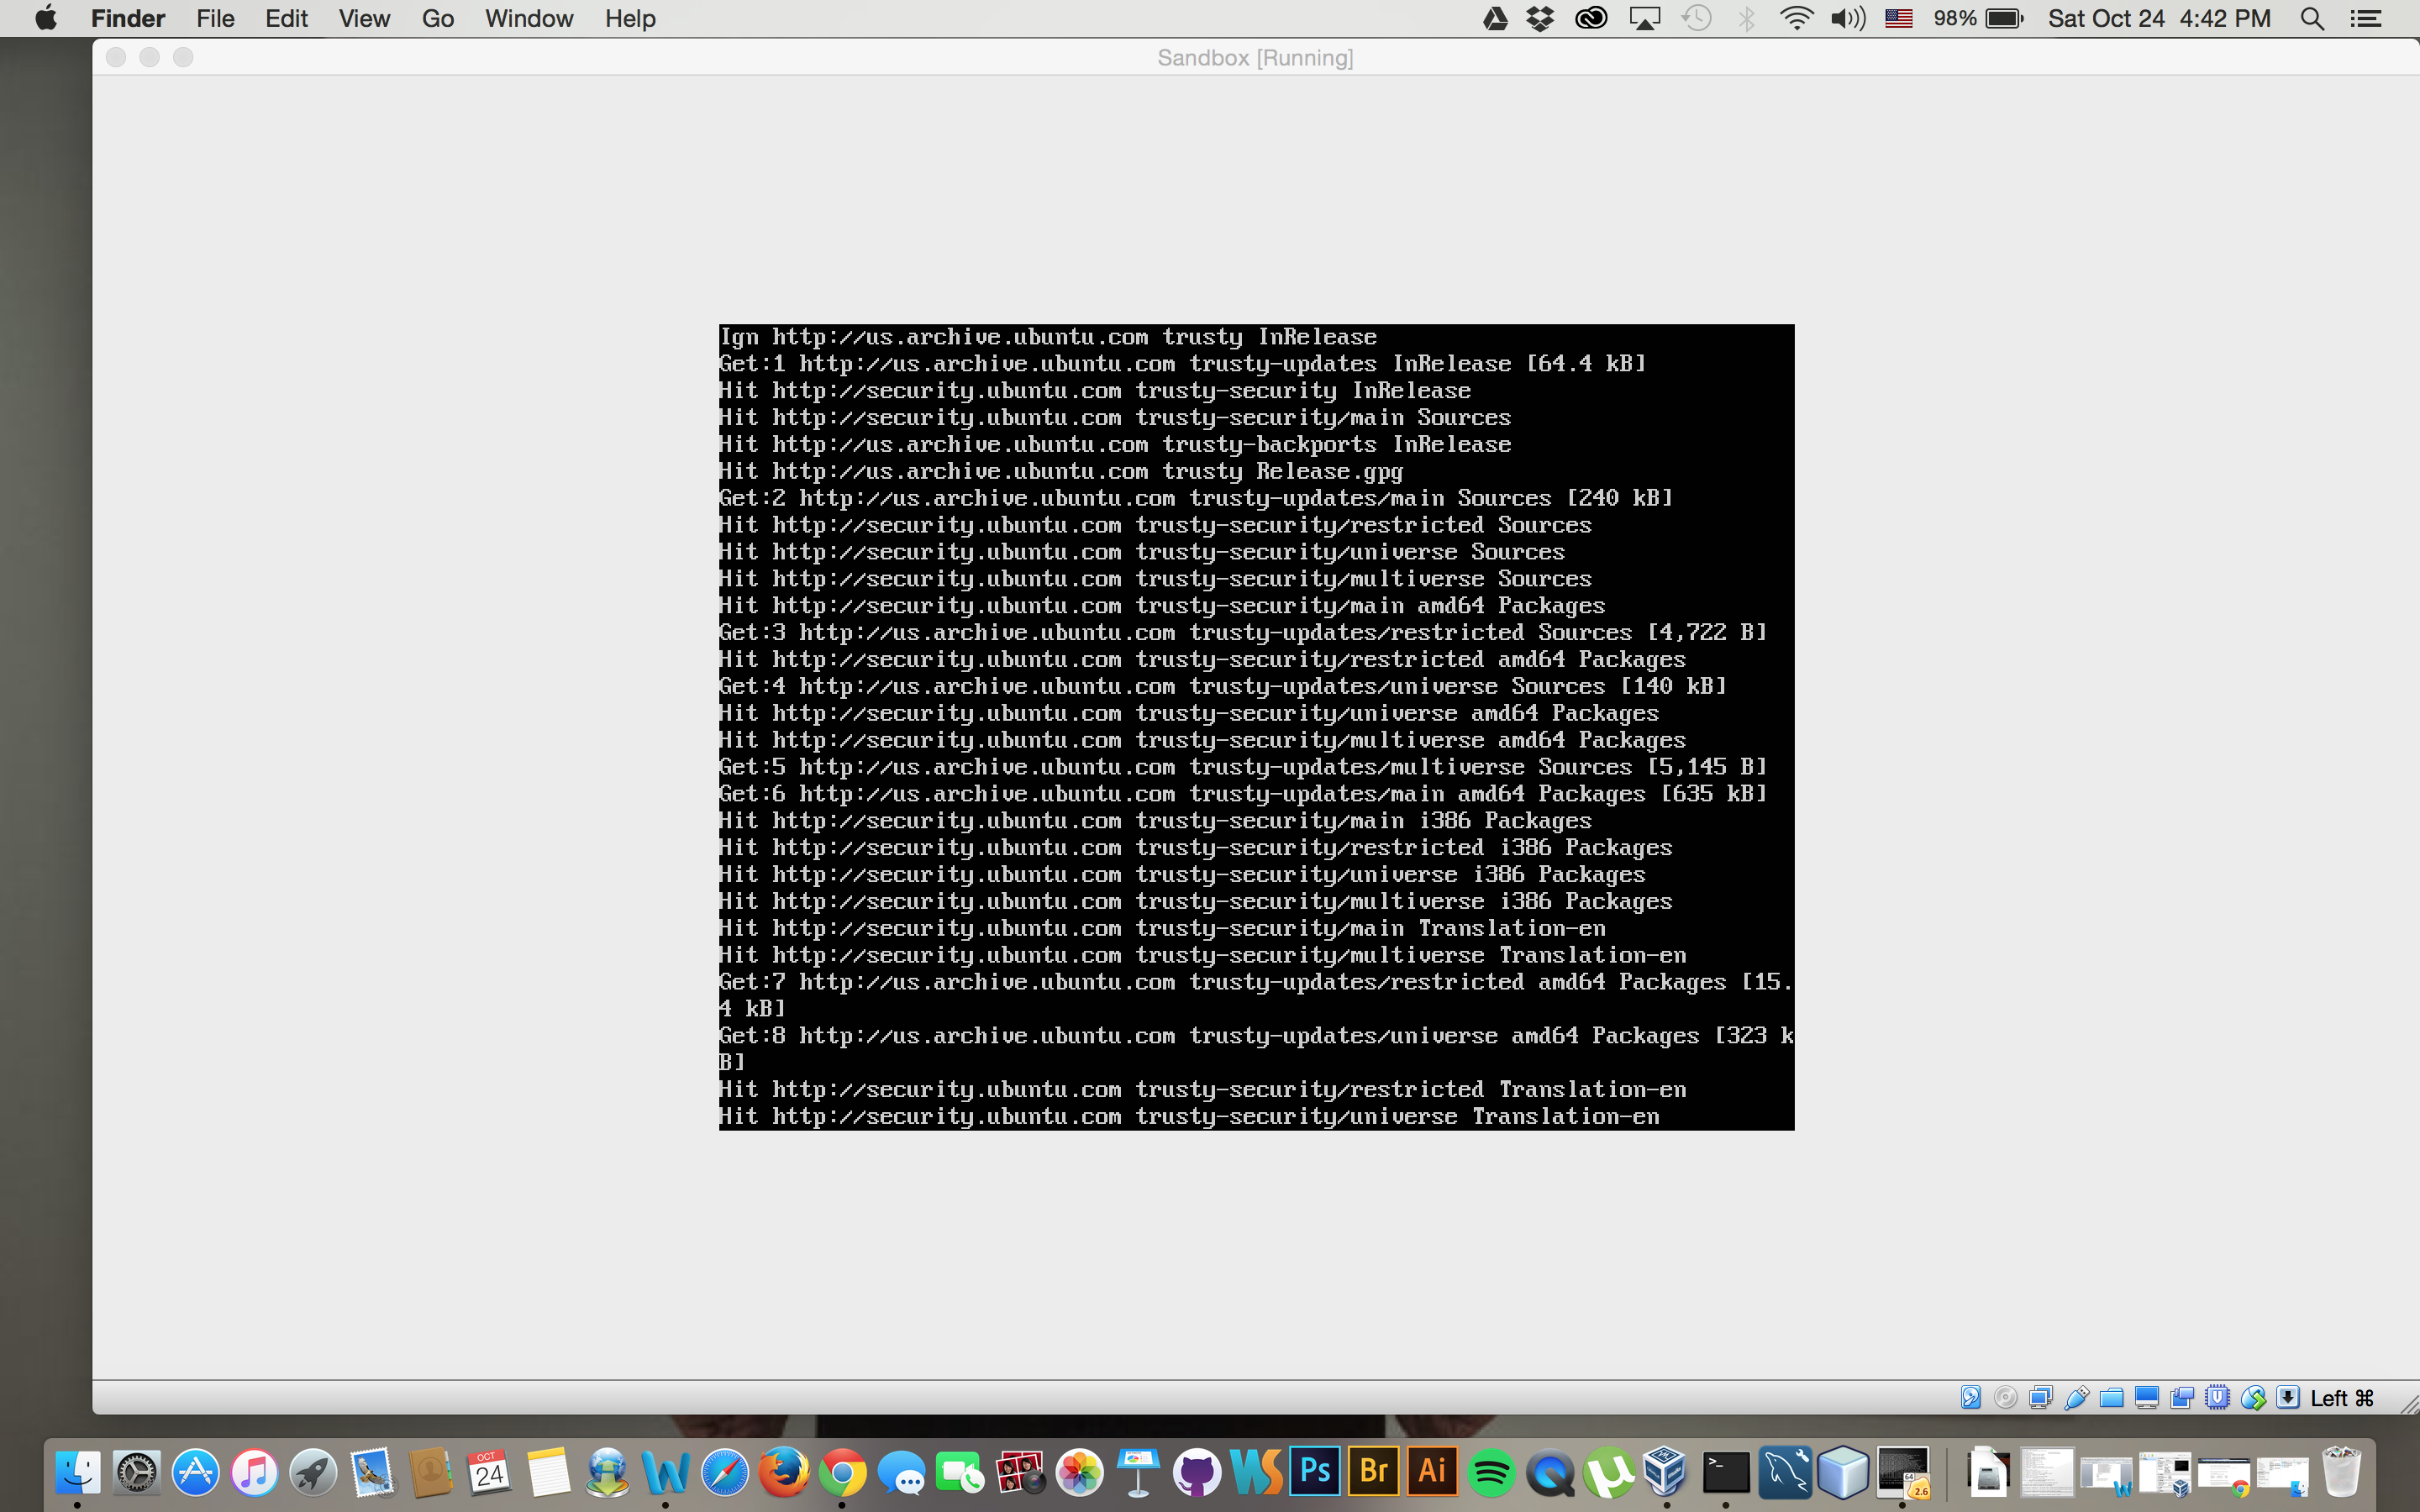 Finder File Edit View Go Window Help 98% Sat Oct 24 4:42 PM
Sandbox [Running]
Ign http://us.archive.ubuntu.com trusty InRelease
Get:1 http://us.archive.ubuntu.com trusty-updates InRelease [64.4 kB]
Hit http://security.ubuntu.com trusty-security InRelease
Hit http://security.ubuntu.com trusty-security/main Sources
Hit http://us.archive.ubuntu.com trusty-backports InRelease
Hit http://us.archive.ubuntu.com trusty Release.gpg
Get:2 http://us.archive.ubuntu.com trusty-updates/main Sources [240 kB]
Hit http://security.ubuntu.com trusty-security/restricted Sources
Hit http://security.ubuntu.com trusty-security/universe Sources
Hit http://security.ubuntu.com trusty-security/multiverse Sources
Hit http://security.ubuntu.com trusty-security/main amd64 Packages
Get:3 http://us.archive.ubuntu.com trusty-updates/restricted Sources [4,722 B]
Hit http://security.ubuntu.com trusty-security/restricted amd64 Packages
Get:4 http://us.archive.ubuntu.com trusty-updates/universe Sources [140 kB]
Hit http://security.ubuntu.com trusty-security/universe amd64 Packages
Hit http://security.ubuntu.com trusty-security/multiverse amd64 Packages
Get:5 http://us.archive.ubuntu.com trusty-updates/multiverse Sources [5,145 B]
Get:6 http://us.archive.ubuntu.com trusty-updates/main amd64 Packages [635 kB]
Hit http://security.ubuntu.com trusty-security/main i386 Packages
Hit http://security.ubuntu.com trusty-security/restricted i386 Packages
Hit http://security.ubuntu.com trusty-security/universe i386 Packages
Hit http://security.ubuntu.com trusty-security/multiverse i386 Packages
Hit http://security.ubuntu.com trusty-security/main Translation-en
Hit http://security.ubuntu.com trusty-security/multiverse Translation-en
Get:7 http://us.archive.ubuntu.com trusty-updates/restricted amd64 Packages [15.
4 kB]
Get:8 http://us.archive.ubuntu.com trusty-updates/universe amd64 Packages [323 k
B]
Hit http://security.ubuntu.com trusty-security/restricted Translation-en
Hit http://security.ubuntu.com trusty-security/universe Translation-en
Left ⌘
OCT
24
WS Ps Br Ai µ >_ 64 2.6